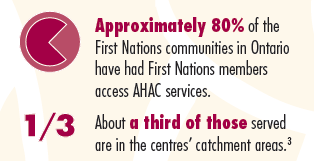 Approximately 80% of the
First Nations communities in Ontario
have had First Nations members
access AHAC services.
1/3
About a third of those served
are in the centres’ catchment areas.³